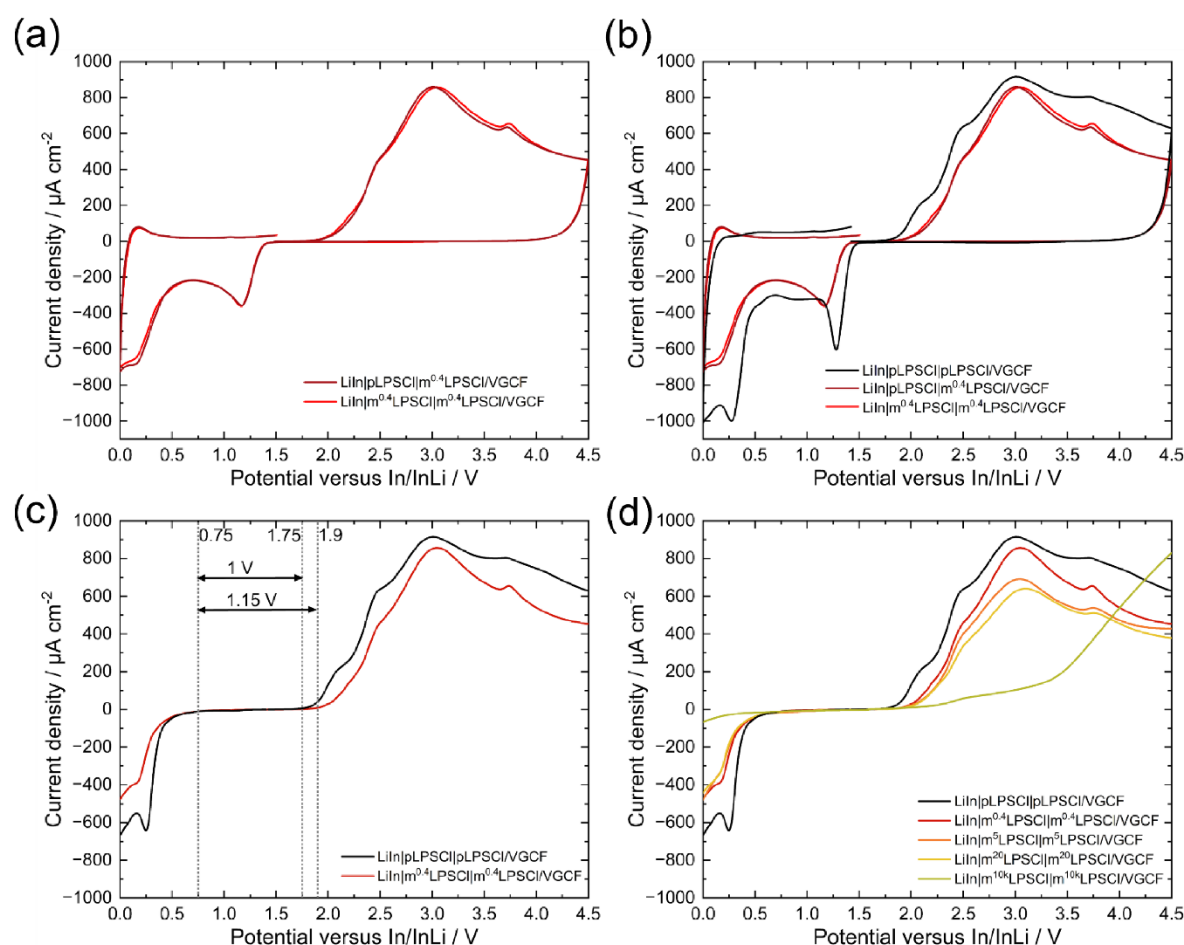 (a)
1000
800
600
400
200
0
−200
−400
−600
−800
−1000
Current density / µA cm⁻²
0.0 0.5 1.0 1.5 2.0 2.5 3.0 3.5 4.0 4.5
Potential versus In/InLi / V
LiIn|pLPSCl|m⁰·⁴LPSCl/VGCF
LiIn|m⁰·⁴LPSCl|m⁰·⁴LPSCl/VGCF
(b)
1000
800
600
400
200
0
−200
−400
−600
−800
−1000
Current density / µA cm⁻²
0.0 0.5 1.0 1.5 2.0 2.5 3.0 3.5 4.0 4.5
Potential versus In/InLi / V
LiIn|pLPSCl|pLPSCl/VGCF
LiIn|pLPSCl|m⁰·⁴LPSCl/VGCF
LiIn|m⁰·⁴LPSCl|m⁰·⁴LPSCl/VGCF
(c)
1000
800
600
400
200
0
−200
−400
−600
−800
−1000
Current density / µA cm⁻²
0.75 1.75 1.9
1 V
1.15 V
0.0 0.5 1.0 1.5 2.0 2.5 3.0 3.5 4.0 4.5
Potential versus In/InLi / V
LiIn|pLPSCl|pLPSCl/VGCF
LiIn|m⁰·⁴LPSCl|m⁰·⁴LPSCl/VGCF
(d)
1000
800
600
400
200
0
−200
−400
−600
−800
−1000
Current density / µA cm⁻²
0.0 0.5 1.0 1.5 2.0 2.5 3.0 3.5 4.0 4.5
Potential versus In/InLi / V
LiIn|pLPSCl|pLPSCl/VGCF
LiIn|m⁰·⁴LPSCl|m⁰·⁴LPSCl/VGCF
LiIn|m⁵LPSCl|m⁵LPSCl/VGCF
LiIn|m²⁰LPSCl|m²⁰LPSCl/VGCF
LiIn|m¹⁰ᵏLPSCl|m¹⁰ᵏLPSCl/VGCF